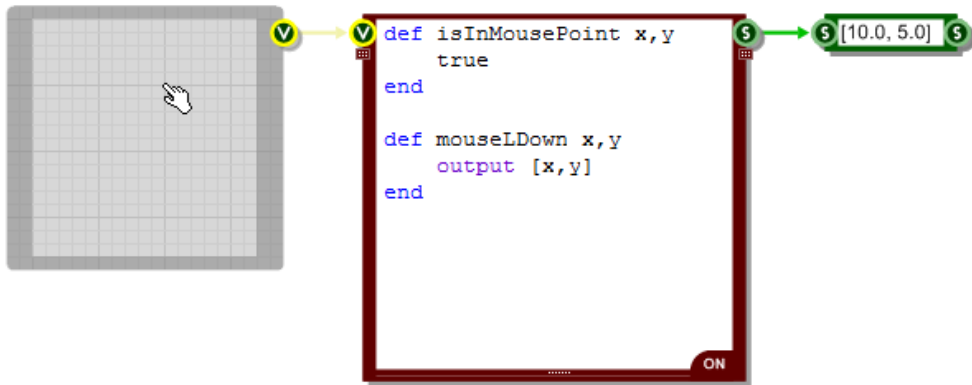 V
V
def isInMousePoint x,y
    true
end
def mouseLDown x,y
    output [x,y]
end
ON
S
S
[10.0, 5.0]
S